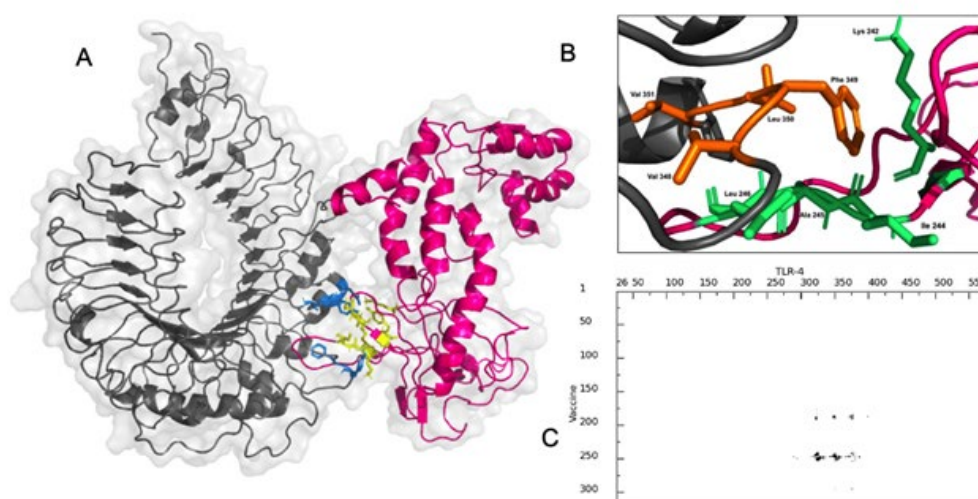 A
B
Lys 242
Phe 349
Val 351
Leu 350
Val 348
Leu 246
Ala 245
Ile 244
TLR-4
26 50 100 150 200 250 300 350 400 450 500
1
50
100
150
200
250
300
Vaccine
C